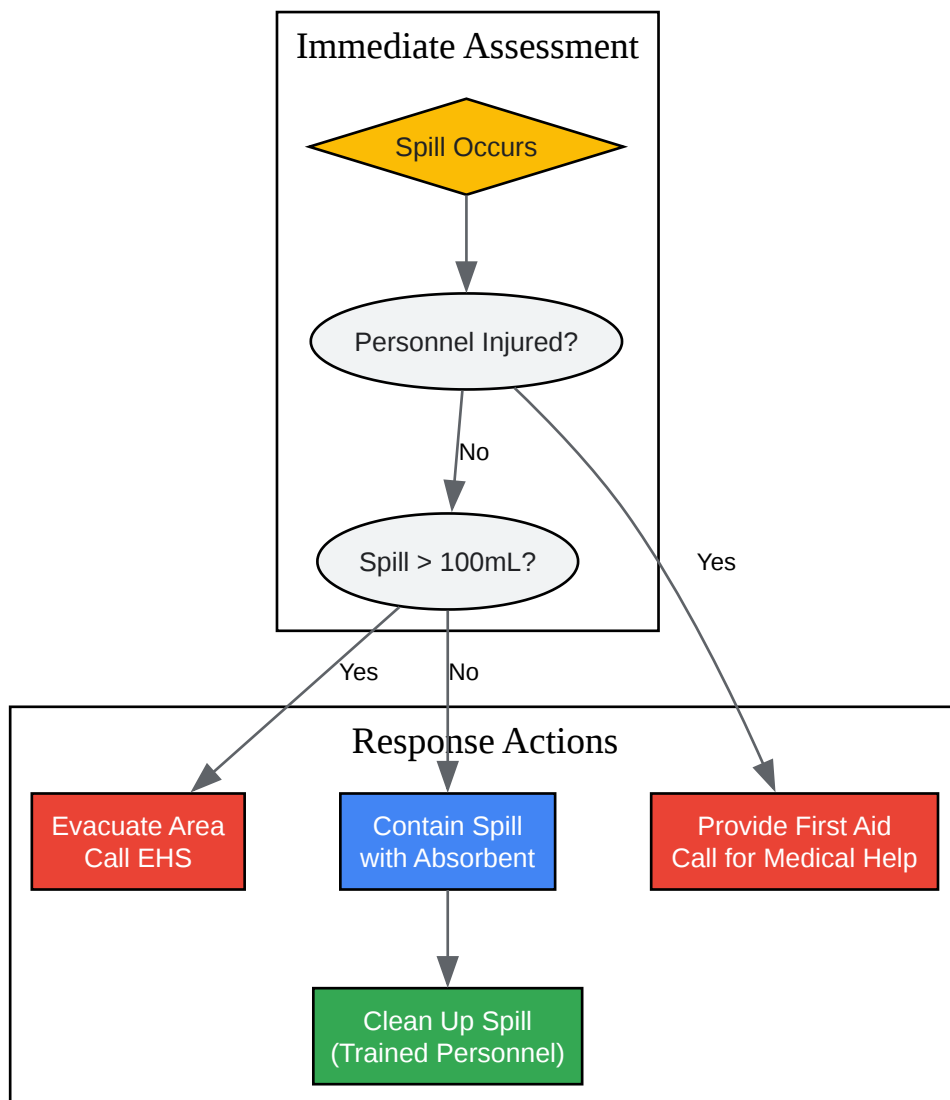 Immediate Assessment
Spill Occurs
Personnel Injured?
No
Spill > 100mL?
Yes
Yes
No
Response Actions
Evacuate Area
Call EHS
Contain Spill
with Absorbent
Provide First Aid
Call for Medical Help
Clean Up Spill
(Trained Personnel)